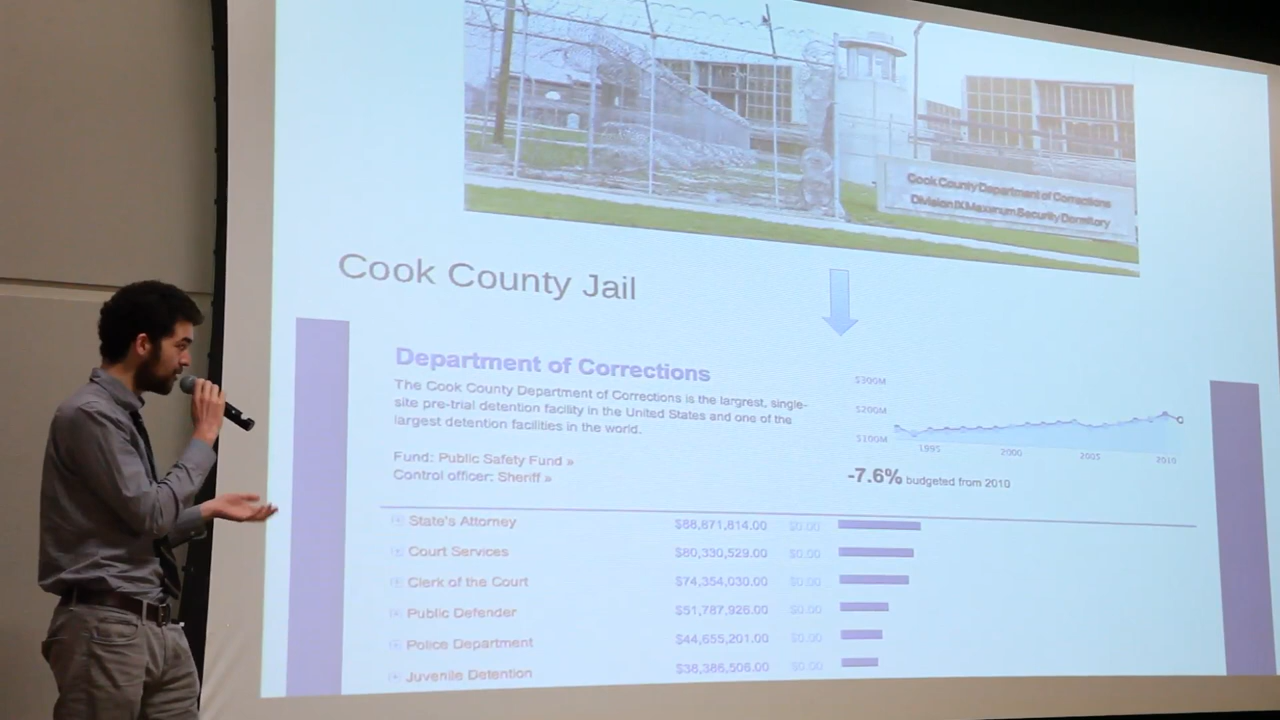 Cook County Department of Corrections
Division IX Maximum Security Dormitory
Cook County Jail
Department of Corrections
The Cook County Department of Corrections is the largest, single-
site pre-trial detention facility in the United States and one of the
largest detention facilities in the world.
Fund: Public Safety Fund »
Control officer: Sheriff »
$300M
$200M
$100M
1995 2000 2005 2010
-7.6% budgeted from 2010
State's Attorney $88,871,814.00 $0.00
Court Services $80,330,529.00 $0.00
Clerk of the Court $74,354,030.00 $0.00
Public Defender $51,787,926.00 $0.00
Police Department $44,655,201.00 $0.00
Juvenile Detention $38,386,506.00 $0.00